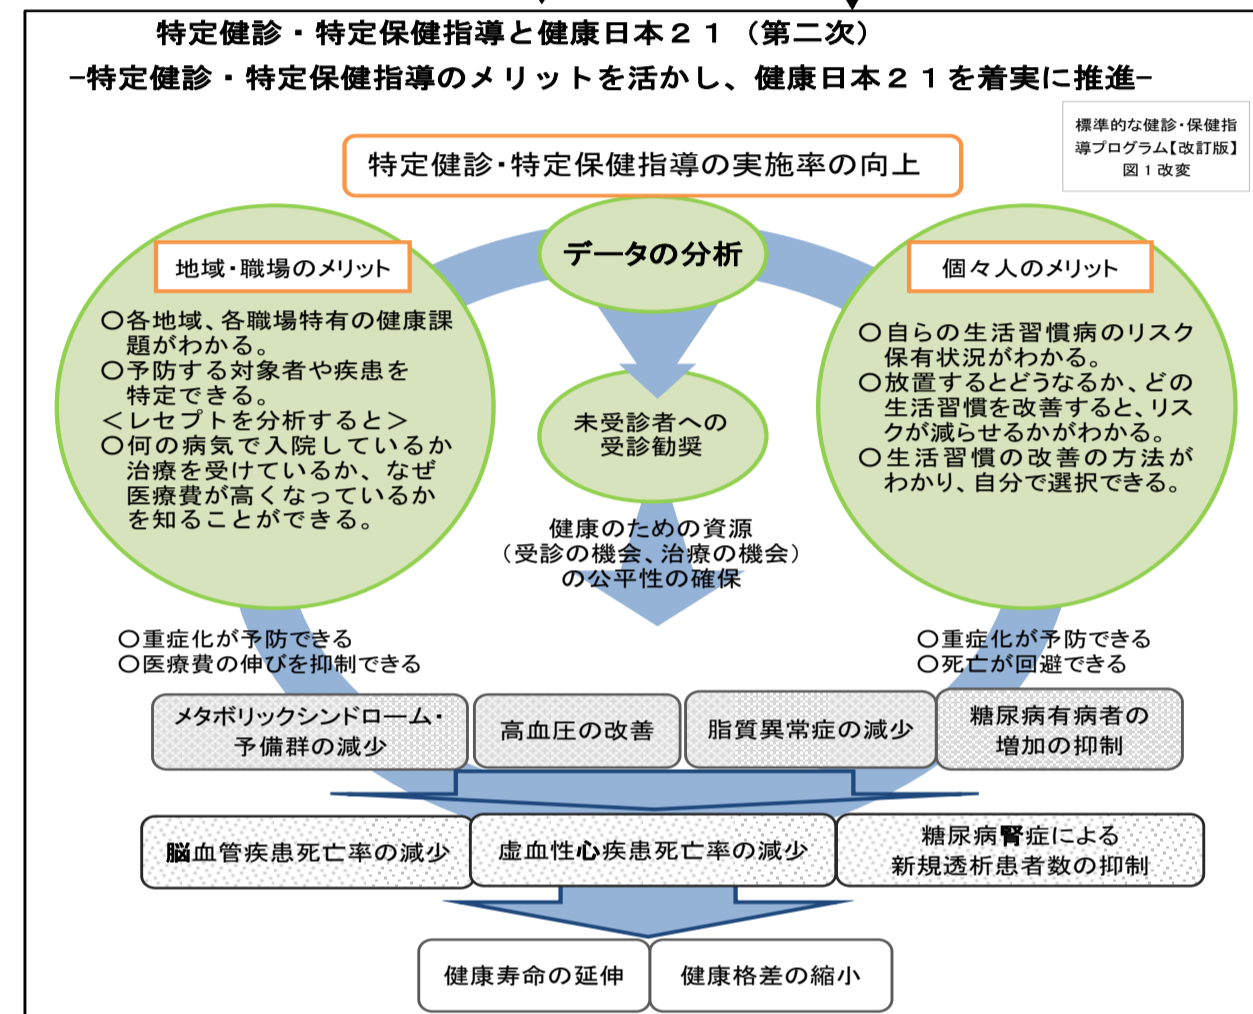 特定健診・特定保健指導と健康日本２１（第二次）
−特定健診・特定保健指導のメリットを活かし、健康日本２１を着実に推進−
標準的な健診・保健指
導プログラム【改訂版】
図１改変
特定健診・特定保健指導の実施率の向上
データの分析
地域・職場のメリット
〇各地域、各職場特有の健康課
題がわかる。
〇予防する対象者や疾患を
特定できる。
＜レセプトを分析すると＞
〇何の病気で入院しているか
治療を受けているか、なぜ
医療費が高くなっているか
を知ることができる。
未受診者への
受診勧奨
個々人のメリット
〇自らの生活習慣病のリスク
保有状況がわかる。
〇放置するとどうなるか、どの
生活習慣を改善すると、リス
クが減らせるかがわかる。
〇生活習慣の改善の方法が
わかり、自分で選択できる。
健康のための資源
（受診の機会、治療の機会）
の公平性の確保
〇重症化が予防できる
〇医療費の伸びを抑制できる
〇重症化が予防できる
〇死亡が回避できる
メタボリックシンドローム・
予備群の減少
高血圧の改善
脂質異常症の減少
糖尿病有病者の
増加の抑制
脳血管疾患死亡率の減少
虚血性心疾患死亡率の減少
糖尿病腎症による
新規透析患者数の抑制
健康寿命の延伸
健康格差の縮小